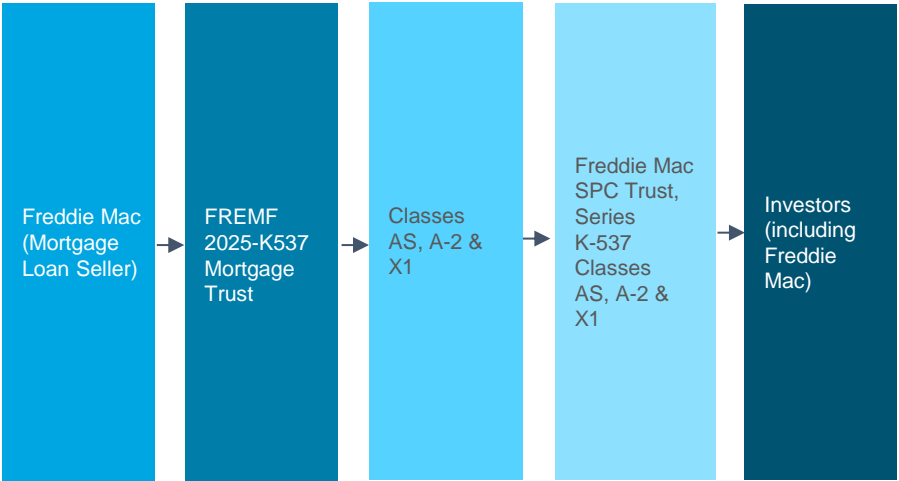 Freddie Mac
(Mortgage
Loan Seller)
FREMF
2025-K537
Mortgage
Trust
Classes
AS, A-2 &
X1
Freddie Mac
SPC Trust,
Series
K-537
Classes
AS, A-2 &
X1
Investors
(including
Freddie
Mac)